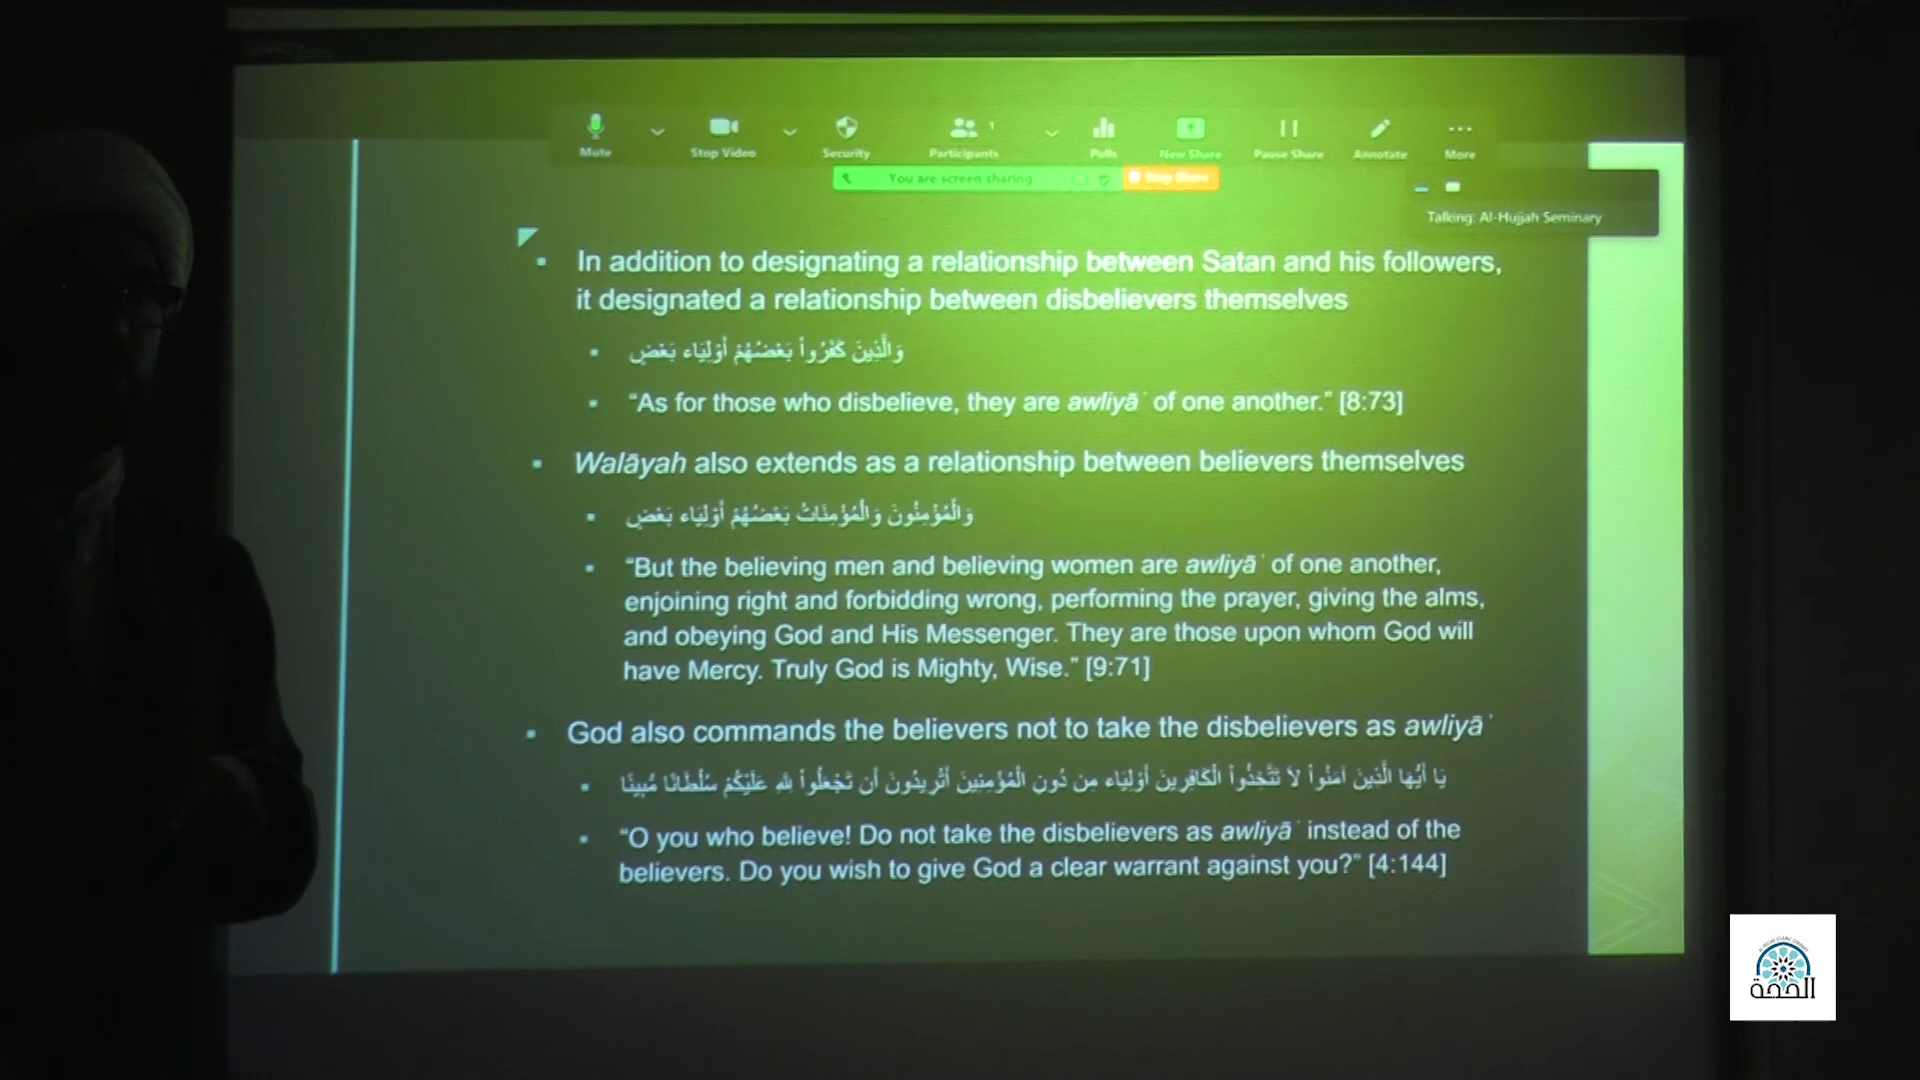 Mute
Stop Video
Security
Participants
1
Polls
New Share
Pause Share
Annotate
More
You are screen sharing
Stop Share
Talking: Al-Hujjah Seminary
In addition to designating a relationship between Satan and his followers,
it designated a relationship between disbelievers themselves
وَالَّذِينَ كَفَرُواْ بَعْضُهُمْ أَوْلِيَاء بَعْضٍ
“As for those who disbelieve, they are awliyāʾ of one another.” [8:73]
Walāyah also extends as a relationship between believers themselves
وَالْمُؤْمِنُونَ وَالْمُؤْمِنَاتُ بَعْضُهُمْ أَوْلِيَاء بَعْضٍ
“But the believing men and believing women are awliyāʾ of one another,
enjoining right and forbidding wrong, performing the prayer, giving the alms,
and obeying God and His Messenger. They are those upon whom God will
have Mercy. Truly God is Mighty, Wise.” [9:71]
God also commands the believers not to take the disbelievers as awliyāʾ
يَا أَيُّهَا الَّذِينَ آمَنُواْ لاَ تَتَّخِذُواْ الْكَافِرِينَ أَوْلِيَاء مِن دُونِ الْمُؤْمِنِينَ أَتُرِيدُونَ أَن تَجْعَلُواْ لِلّهِ عَلَيْكُمْ سُلْطَانًا مُّبِينًا
“O you who believe! Do not take the disbelievers as awliyāʾ instead of the
believers. Do you wish to give God a clear warrant against you?” [4:144]
الحجة